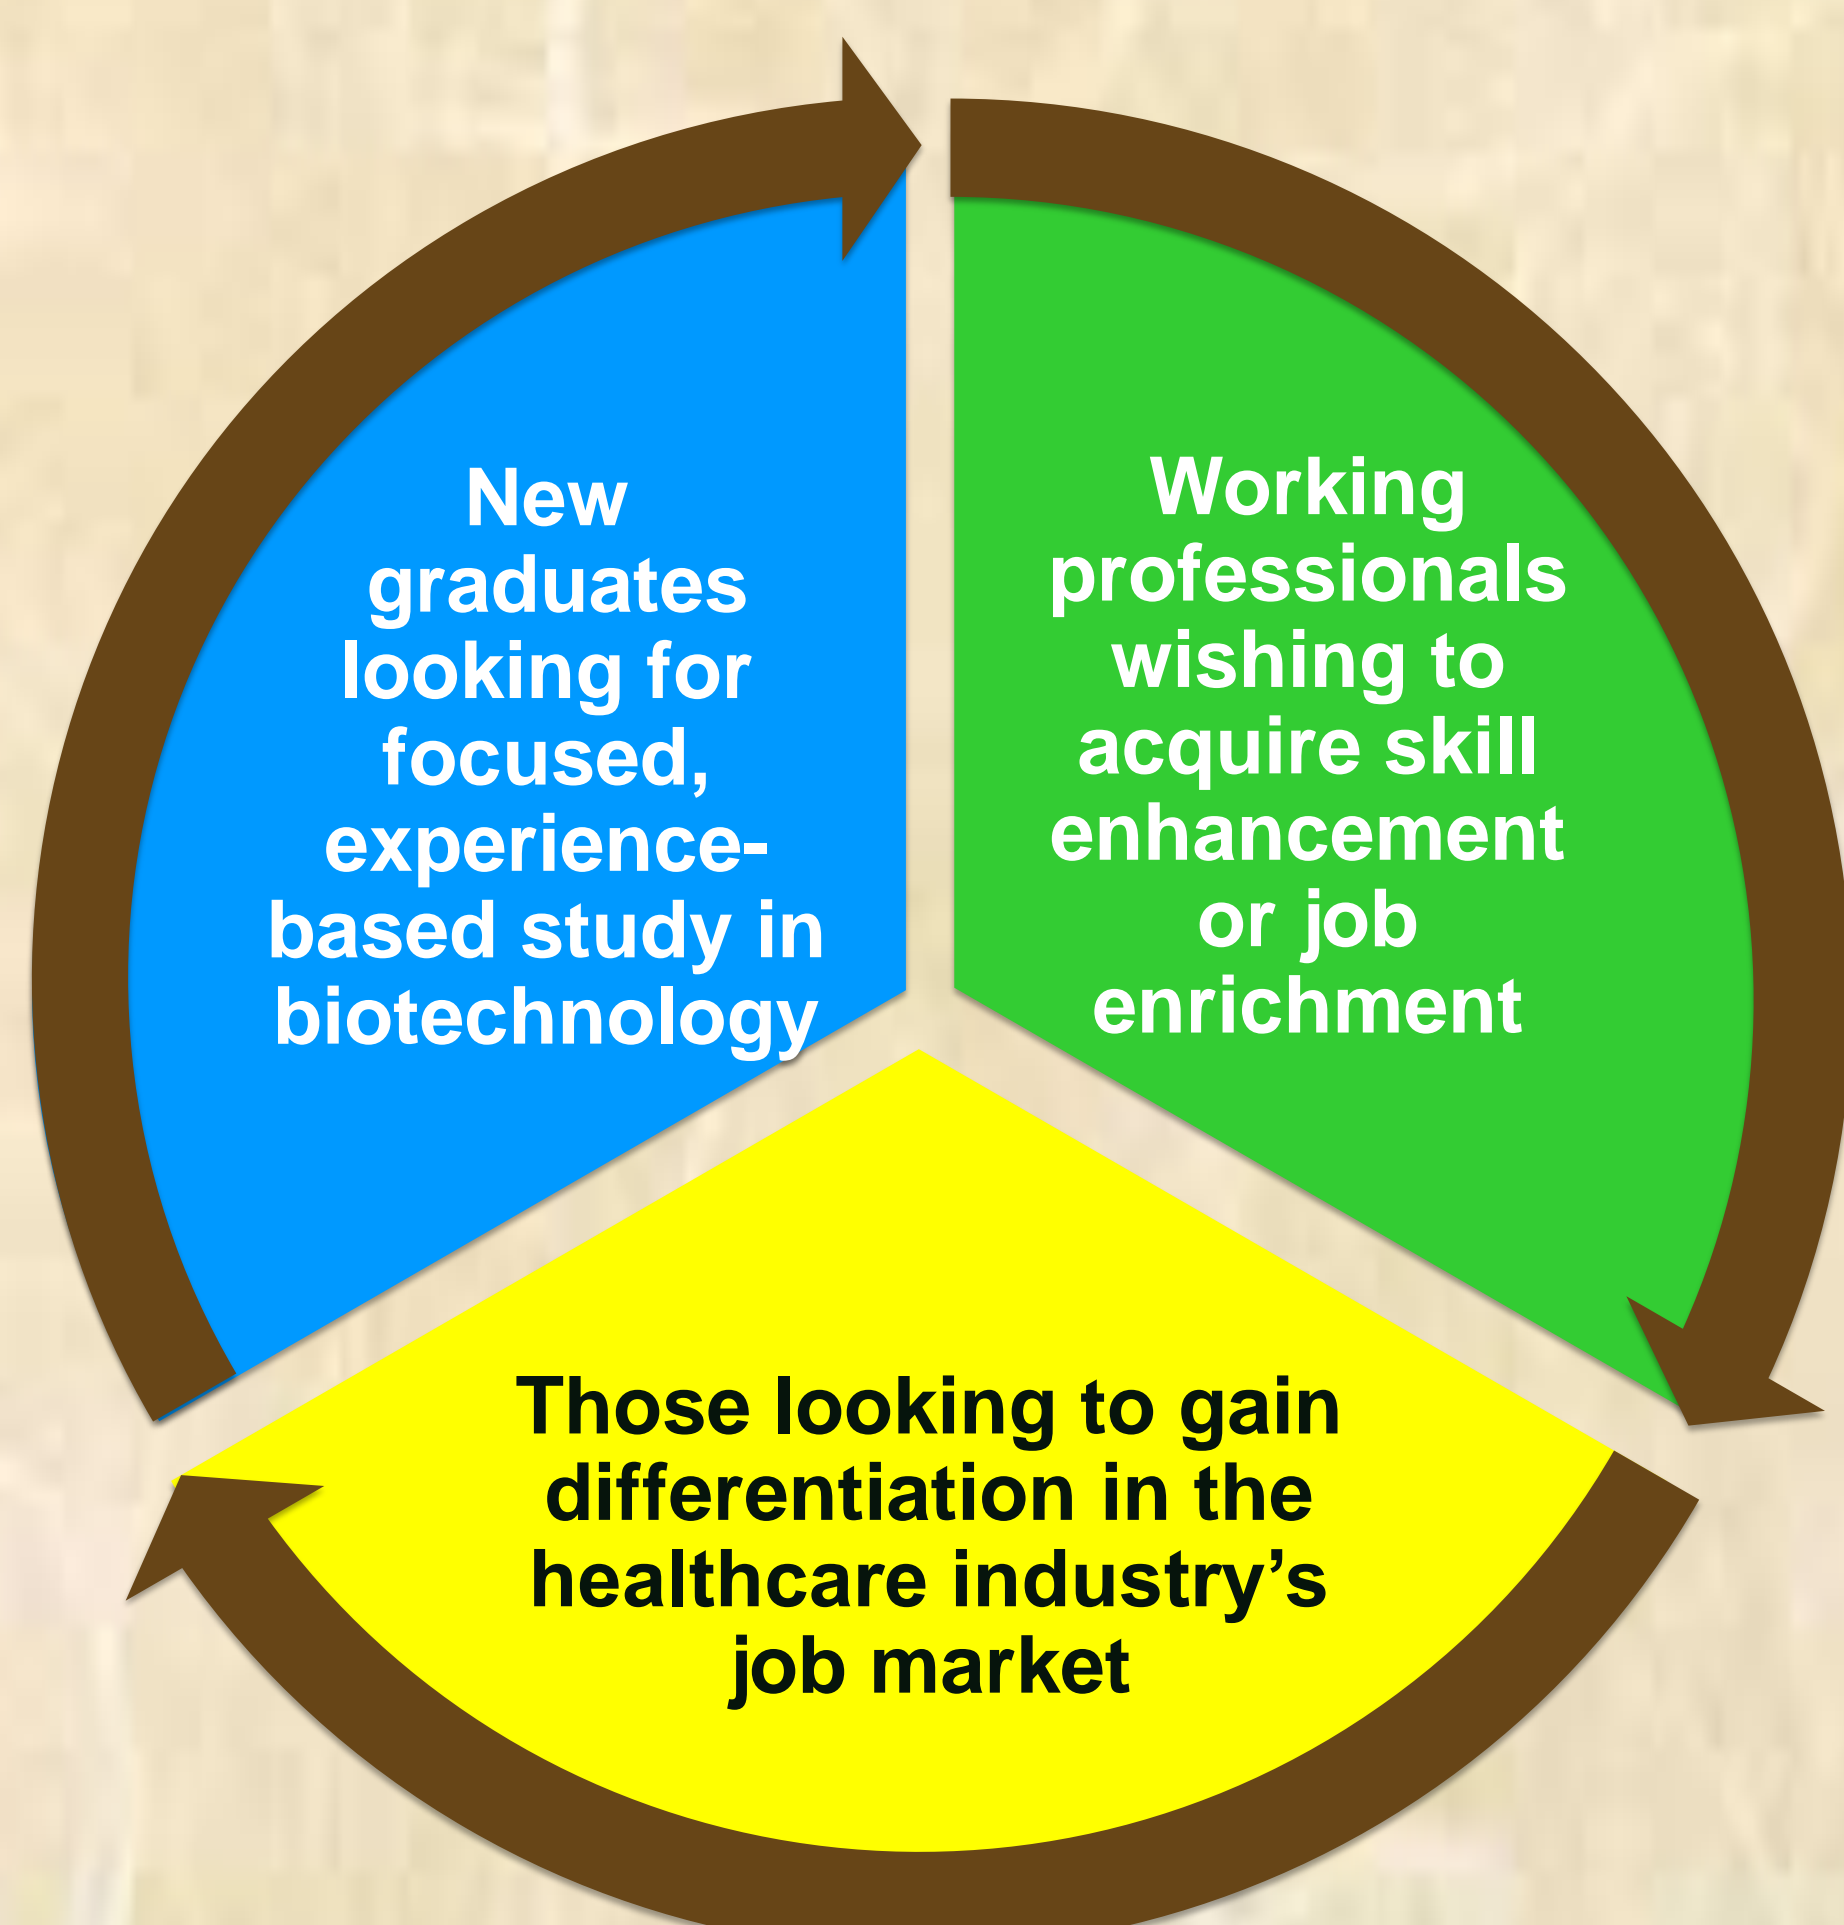 New
graduates
looking for
focused,
experience-
based study in
biotechnology
Working
professionals
wishing to
acquire skill
enhancement
or job
enrichment
Those looking to gain
differentiation in the
healthcare industry’s
job market